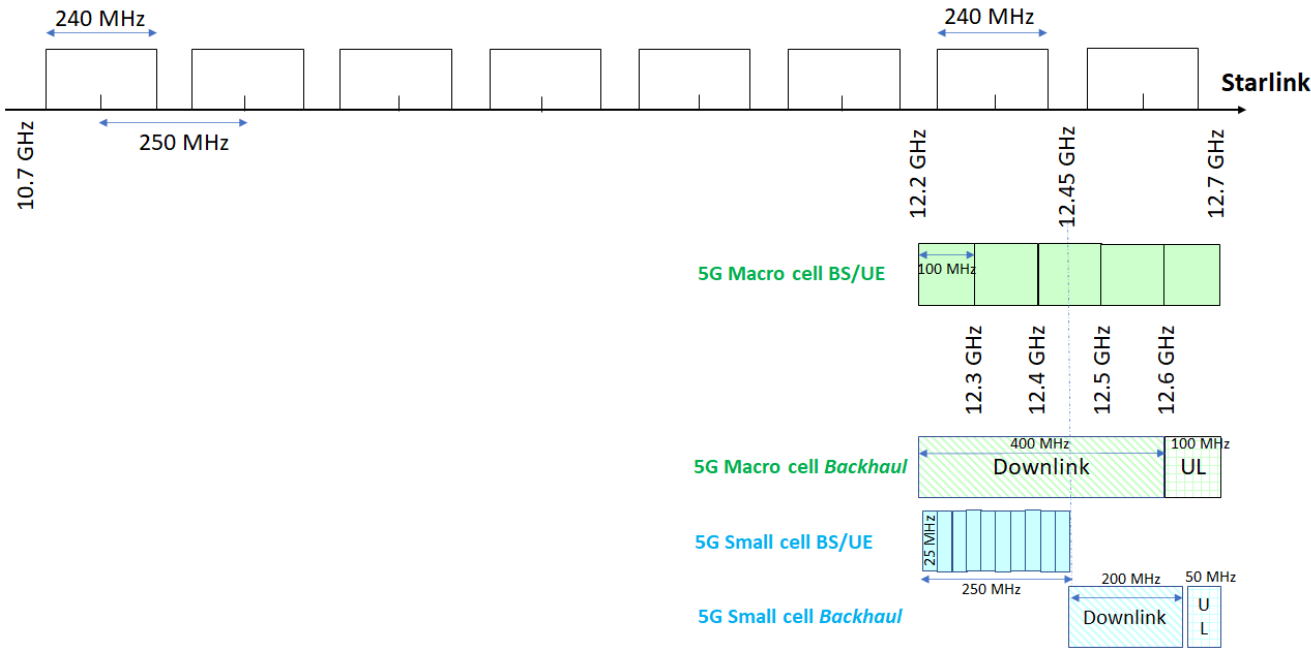 240 MHz
240 MHz
Starlink
250 MHz
10.7 GHz
12.2 GHz
12.45 GHz
12.7 GHz
5G Macro cell BS/UE
100 MHz
12.3 GHz
12.4 GHz
12.5 GHz
12.6 GHz
5G Macro cell Backhaul
400 MHz
Downlink
100 MHz
UL
5G Small cell BS/UE
25 MHz
250 MHz
5G Small cell Backhaul
200 MHz
Downlink
50 MHz
U
L